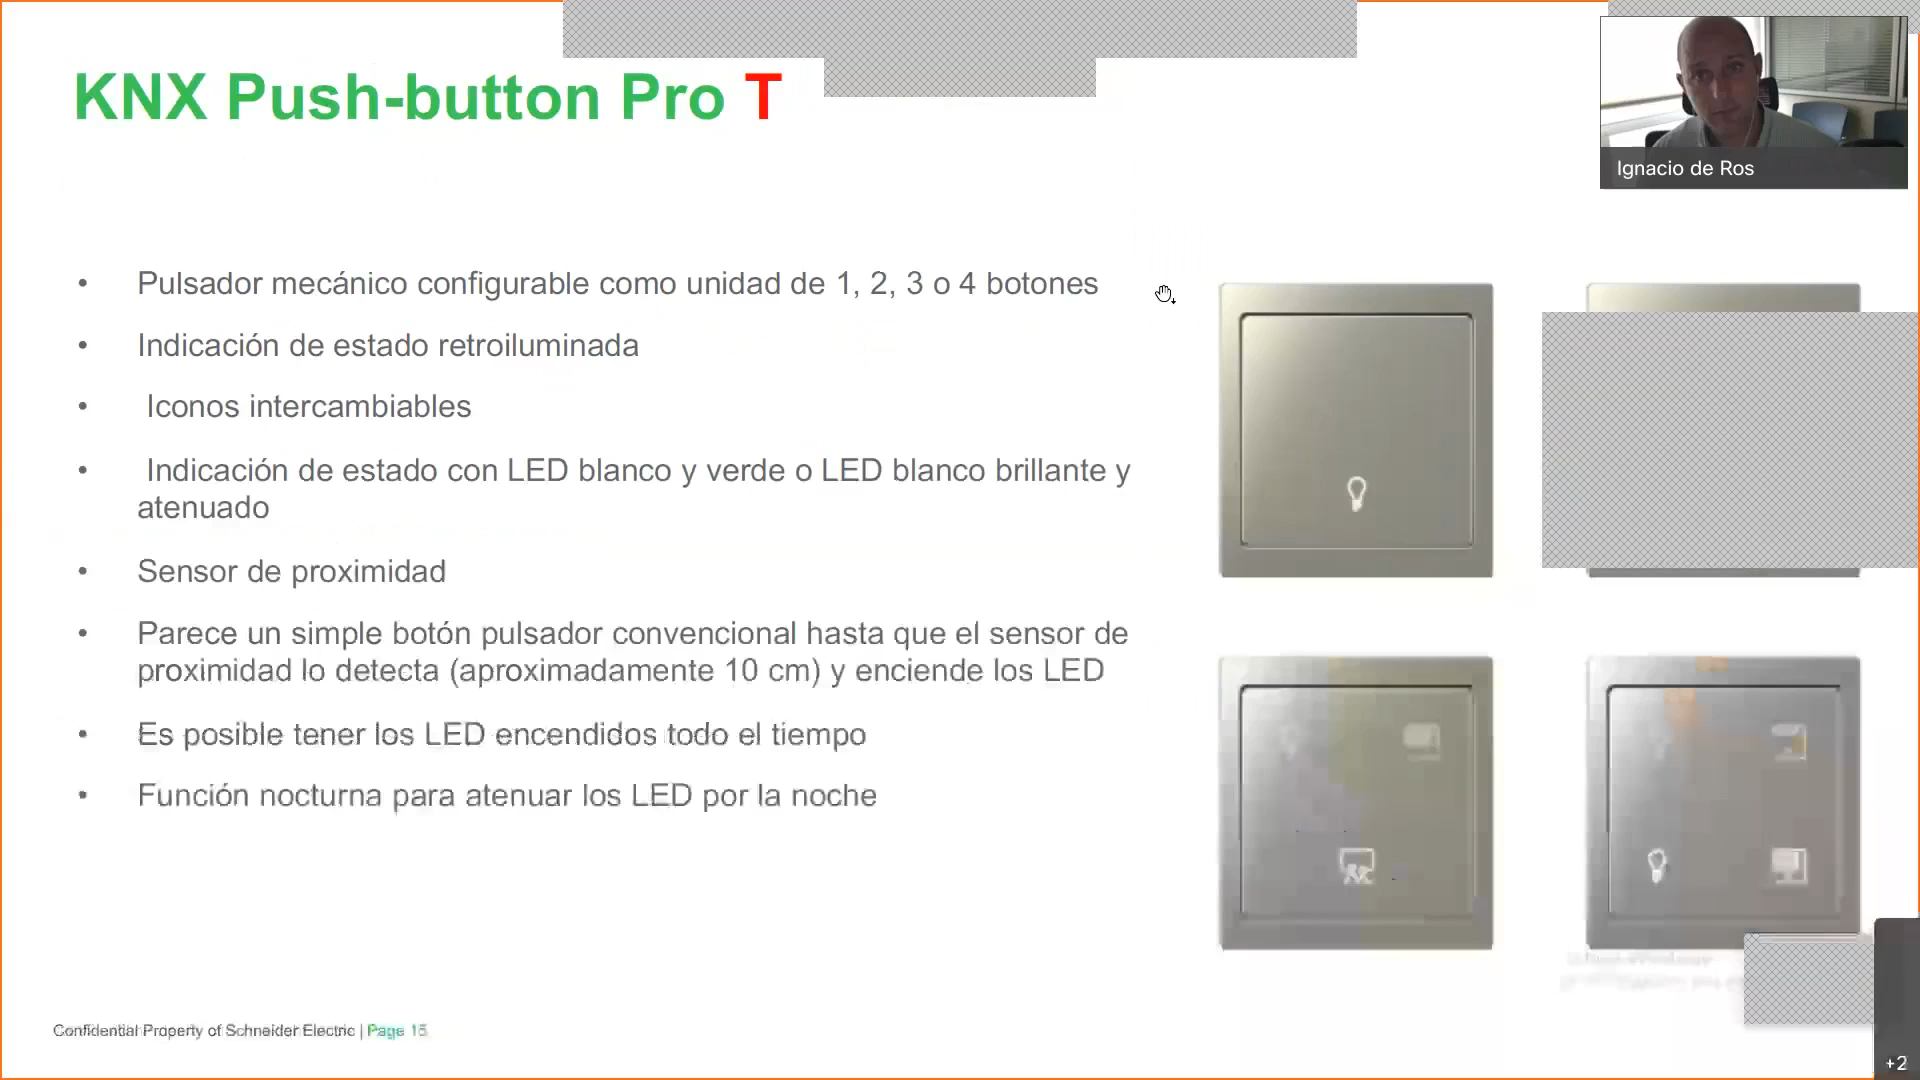 KNX Push-button Pro T
Ignacio de Ros
• Pulsador mecánico configurable como unidad de 1, 2, 3 o 4 botones
• Indicación de estado retroiluminada
• Iconos intercambiables
• Indicación de estado con LED blanco y verde o LED blanco brillante y
atenuado
• Sensor de proximidad
• Parece un simple botón pulsador convencional hasta que el sensor de
proximidad lo detecta (aproximadamente 10 cm) y enciende los LED
• Es posible tener los LED encendidos todo el tiempo
• Función nocturna para atenuar los LED por la noche
Confidential Property of Schneider Electric | Page 15
+2